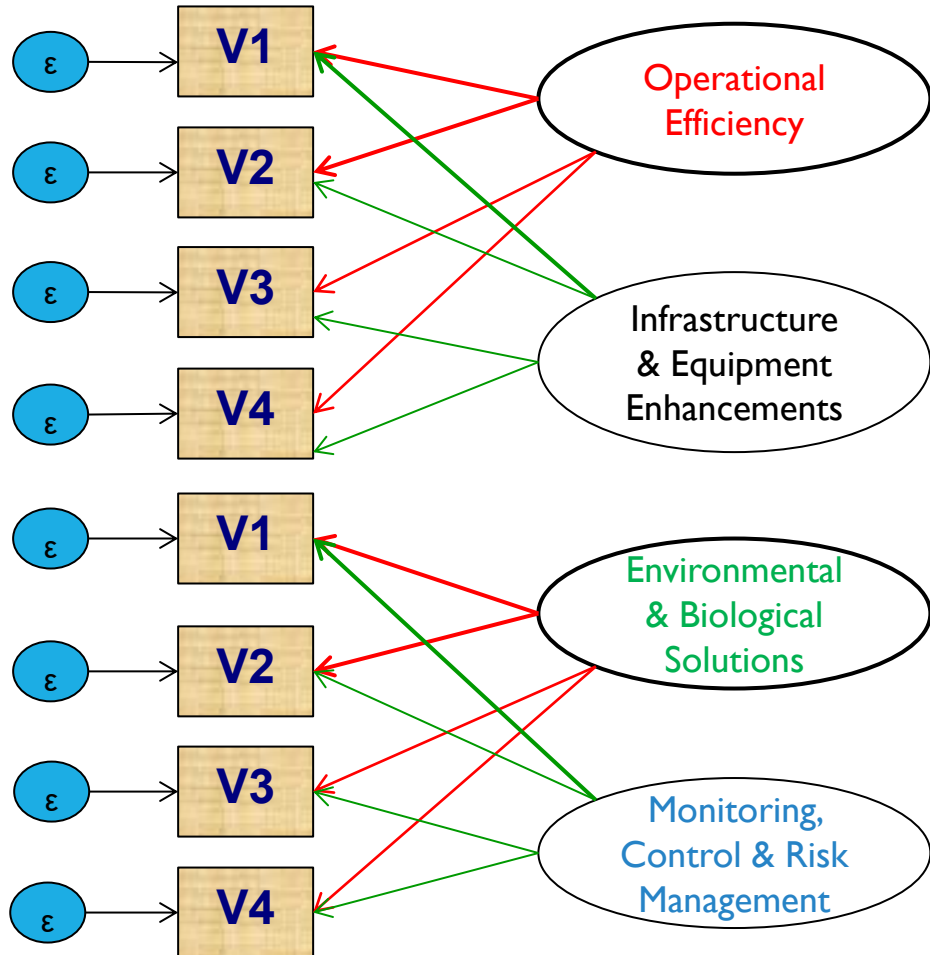 ε
V1
Operational
Efficiency
ε
V2
ε
V3
Infrastructure
& Equipment
Enhancements
ε
V4
ε
V1
Environmental
& Biological
Solutions
ε
V2
ε
V3
Monitoring,
Control & Risk
Management
ε
V4